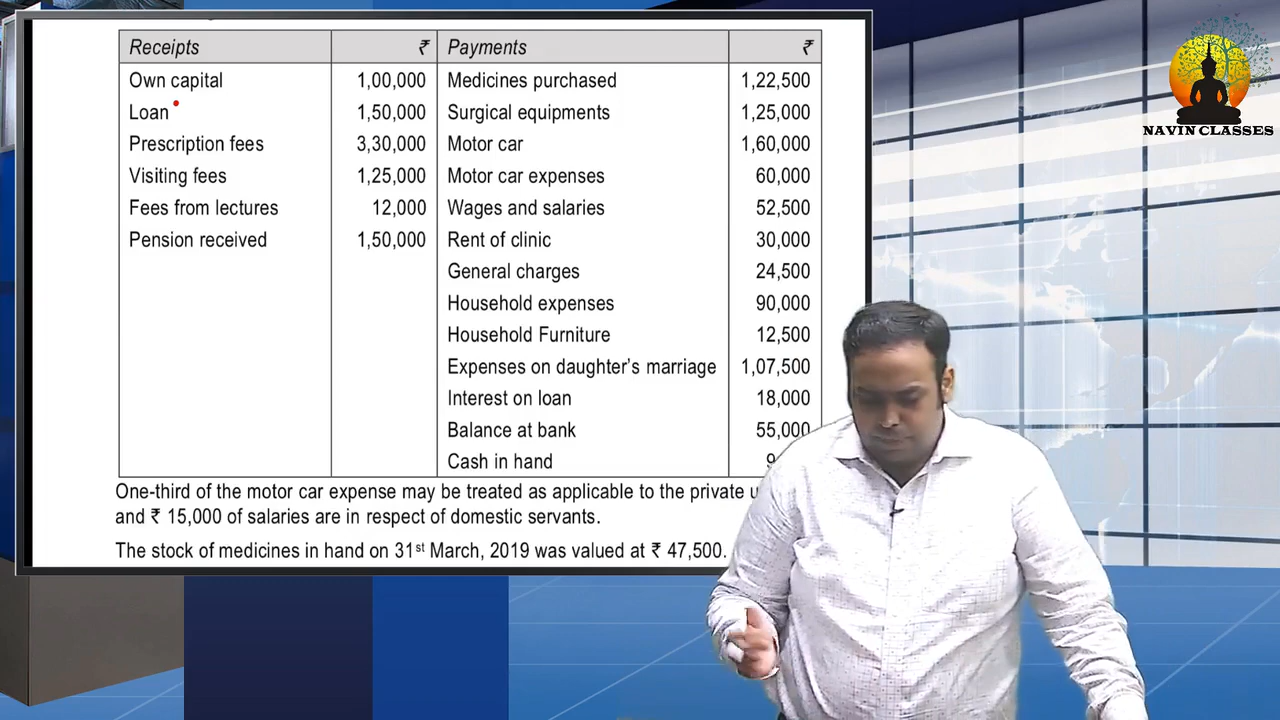 Receipts ₹ Payments ₹
Own capital 1,00,000 Medicines purchased 1,22,500
Loan 1,50,000 Surgical equipments 1,25,000
Prescription fees 3,30,000 Motor car 1,60,000
Visiting fees 1,25,000 Motor car expenses 60,000
Fees from lectures 12,000 Wages and salaries 52,500
Pension received 1,50,000 Rent of clinic 30,000
General charges 24,500
Household expenses 90,000
Household Furniture 12,500
Expenses on daughter's marriage 1,07,500
Interest on loan 18,000
Balance at bank 55,000
Cash in hand
One-third of the motor car expense may be treated as applicable to the private
and ₹ 15,000 of salaries are in respect of domestic servants.
The stock of medicines in hand on 31st March, 2019 was valued at ₹ 47,500.
NAVIN CLASSES